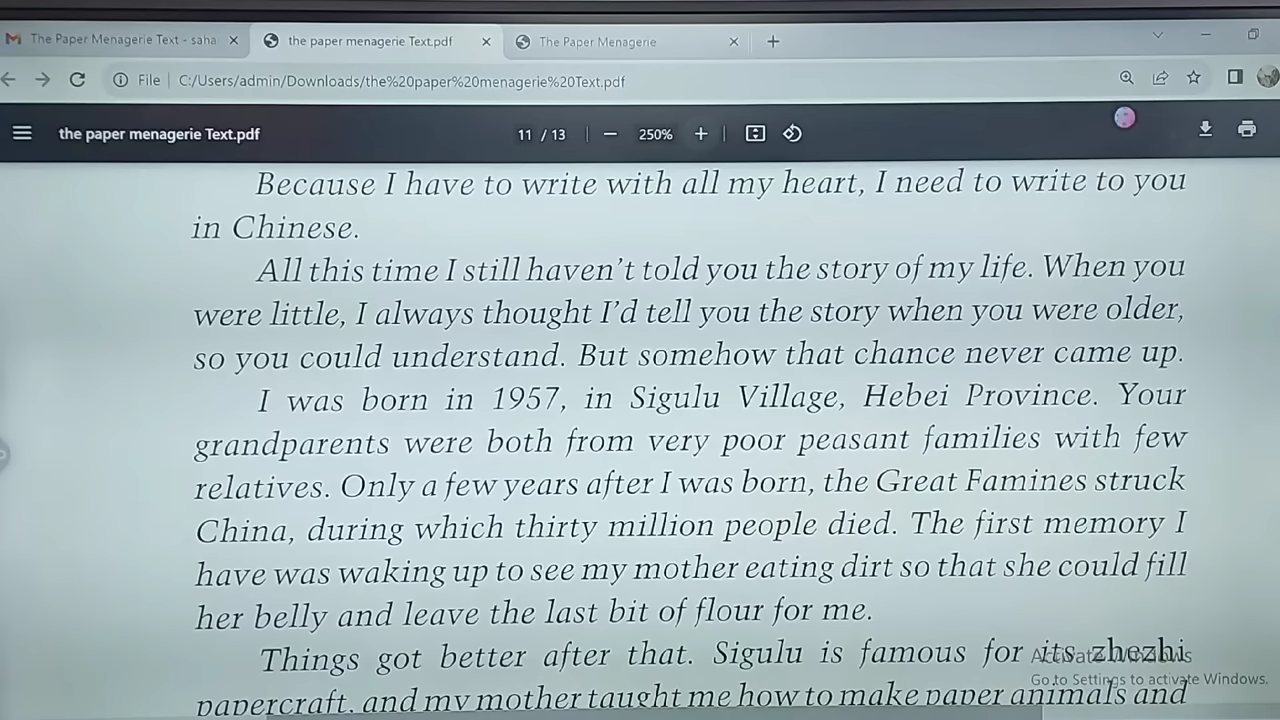 The Paper Menagerie Text - saha
the paper menagerie Text.pdf
The Paper Menagerie
File
C:/Users/admin/Downloads/the%20paper%20menagerie%20Text.pdf
the paper menagerie Text.pdf
11 / 13
250%
Because I have to write with all my heart, I need to write to you
in Chinese.
All this time I still haven't told you the story of my life. When you
were little, I always thought I'd tell you the story when you were older,
so you could understand. But somehow that chance never came up.
I was born in 1957, in Sigulu Village, Hebei Province. Your
grandparents were both from very poor peasant families with few
relatives. Only a few years after I was born, the Great Famines struck
China, during which thirty million people died. The first memory I
have was waking up to see my mother eating dirt so that she could fill
her belly and leave the last bit of flour for me.
Things got better after that. Sigulu is famous for its zhezhi
papercraft, and my mother taught me how to make paper animals and
Activate Windows
Go to Settings to activate Windows.